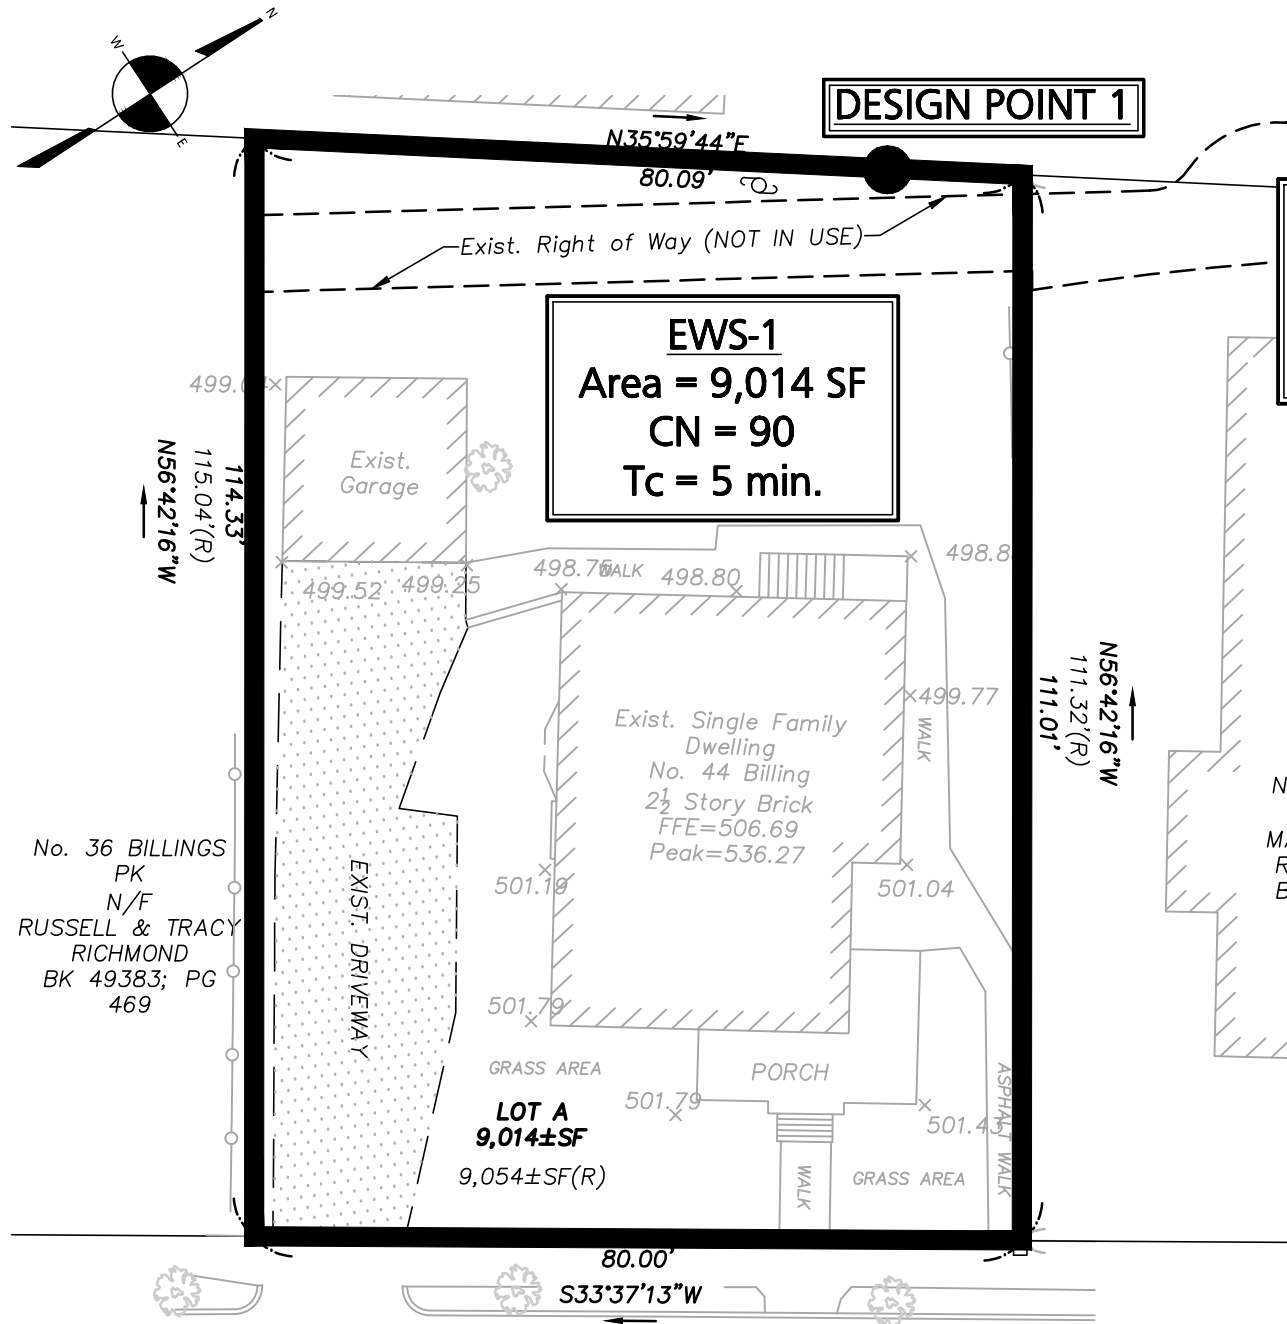 N
W
E
DESIGN POINT 1
N35°59'44"E
80.09'
Exist. Right of Way (NOT IN USE)
EWS-1
Area = 9,014 SF
CN = 90
Tc = 5 min.
Exist.
Garage
114.33'
115.04'(R)
N56°42'16"W
499.52
499.25
498.75
WALK
498.80
499.77
WALK
Exist. Single Family
Dwelling
No. 44 Billing
2½ Story Brick
FFE=506.69
Peak=536.27
N56°42'16"W
111.32'(R)
111.01'
No. 36 BILLINGS
PK
N/F
RUSSELL & TRACY
RICHMOND
BK 49383; PG
469
EXIST. DRIVEWAY
501.19
501.04
501.79
GRASS AREA
PORCH
501.79
501.43
ASPHALT WALK
LOT A
9,014±SF
9,054±SF(R)
WALK
GRASS AREA
80.00'
S33°37'13"W